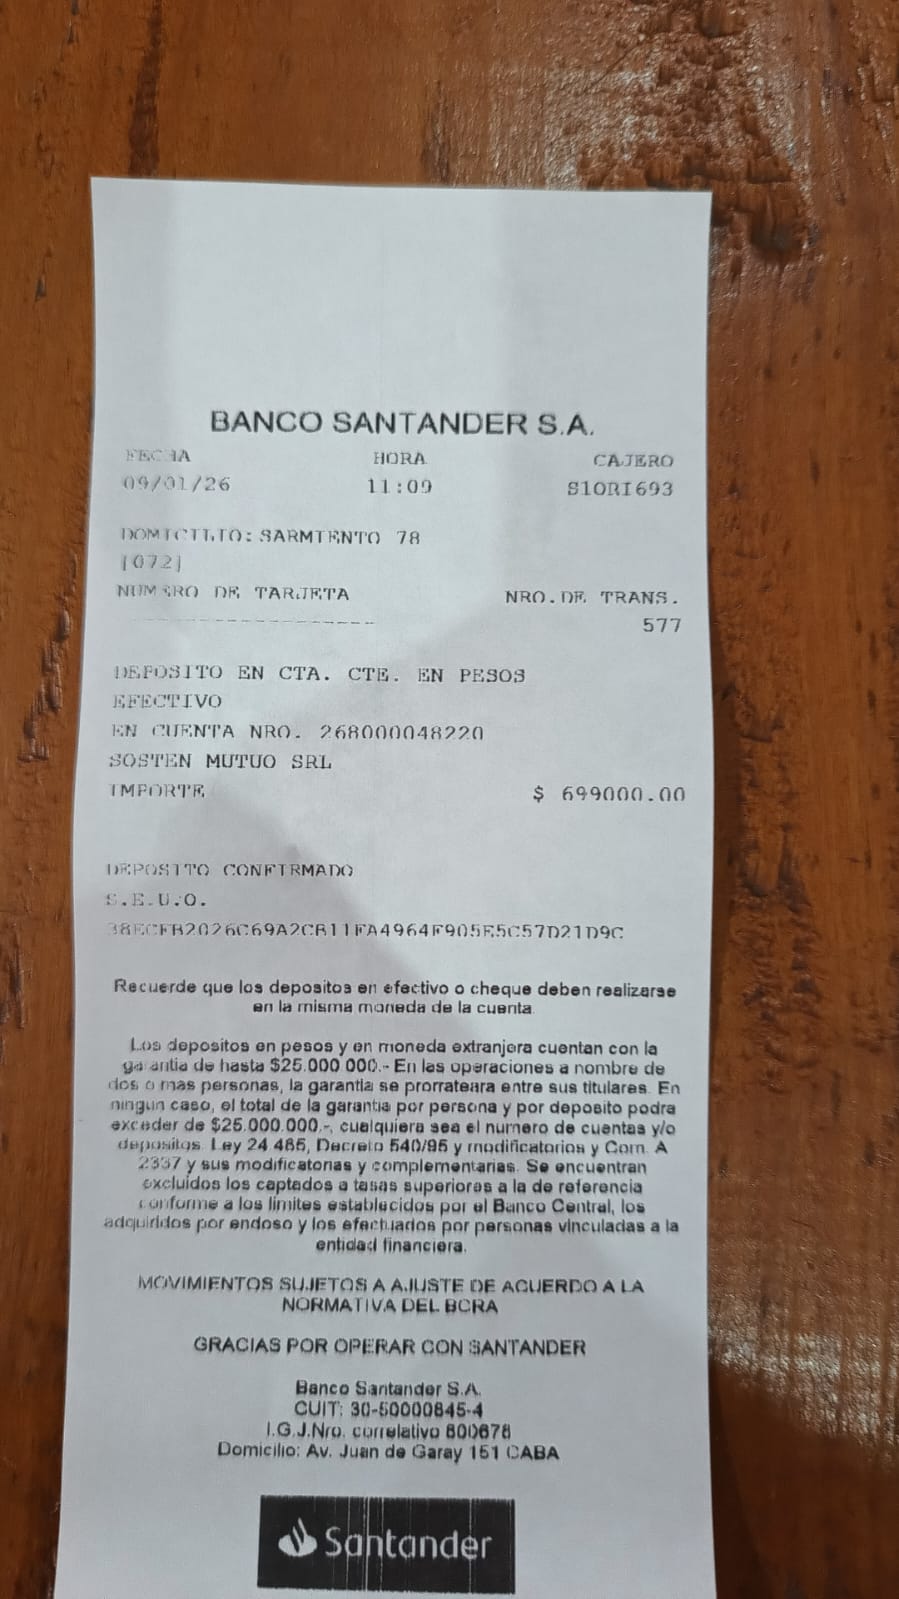 BANCO SANTANDER S.A.
FECHA HORA CAJERO
09/01/26 11:09 S1ORI693
DOMICILIO: SARMIENTO 78
[072]
NUMERO DE TARJETA NRO.DE TRANS.
------------------ 577
DEPOSITO EN CTA. CTE. EN PESOS
EFECTIVO
EN CUENTA NRO. 268000048220
SOSTEN MUTUO SRL
IMPORTE $ 699000.00
DEPOSITO CONFIRMADO
S.E.U.O.
38ECFB2026C69A2CB11FA4964F905E5C57D21D9C
Recuerde que los depositos en efectivo o cheque deben realizarse
en la misma moneda de la cuenta.
Los depositos en pesos y en moneda extranjera cuentan con la
garantia de hasta $25.000.000.- En las operaciones a nombre de
dos o mas personas, la garantia se prorrateara entre sus titulares. En
ningun caso, el total de la garantia por persona y por deposito podra
exceder de $25.000.000.-, cualquiera sea el numero de cuentas y/o
depositos. Ley 24.485, Decreto 540/95 y modificatorios y Com. A
2337 y sus modificatorias y complementarias. Se encuentran
excluidos los captados a tasas superiores a la de referencia
conforme a los limites establecidos por el Banco Central, los
adquiridos por endoso y los efectuados por personas vinculadas a la
entidad financiera.
MOVIMIENTOS SUJETOS A AJUSTE DE ACUERDO A LA
NORMATIVA DEL BCRA
GRACIAS POR OPERAR CON SANTANDER
Banco Santander S.A.
CUIT: 30-50000845-4
I.G.J.Nro. correlativo 800678
Domicilio: Av. Juan de Garay 151 CABA
Santander